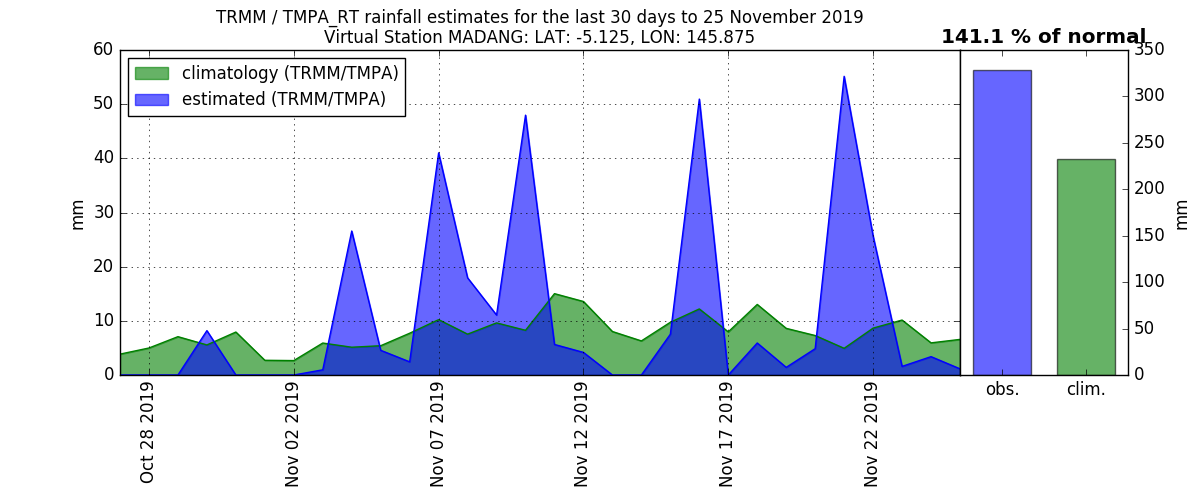 TRMM / TMPA_RT rainfall estimates for the last 30 days to 25 November 2019
Virtual Station MADANG: LAT: -5.125, LON: 145.875
141.1 % of normal
climatology (TRMM/TMPA)
estimated (TRMM/TMPA)
60
50
40
30
20
10
0
mm
Oct 28 2019
Nov 02 2019
Nov 07 2019
Nov 12 2019
Nov 17 2019
Nov 22 2019
obs.
clim.
350
300
250
200
150
100
50
0
mm